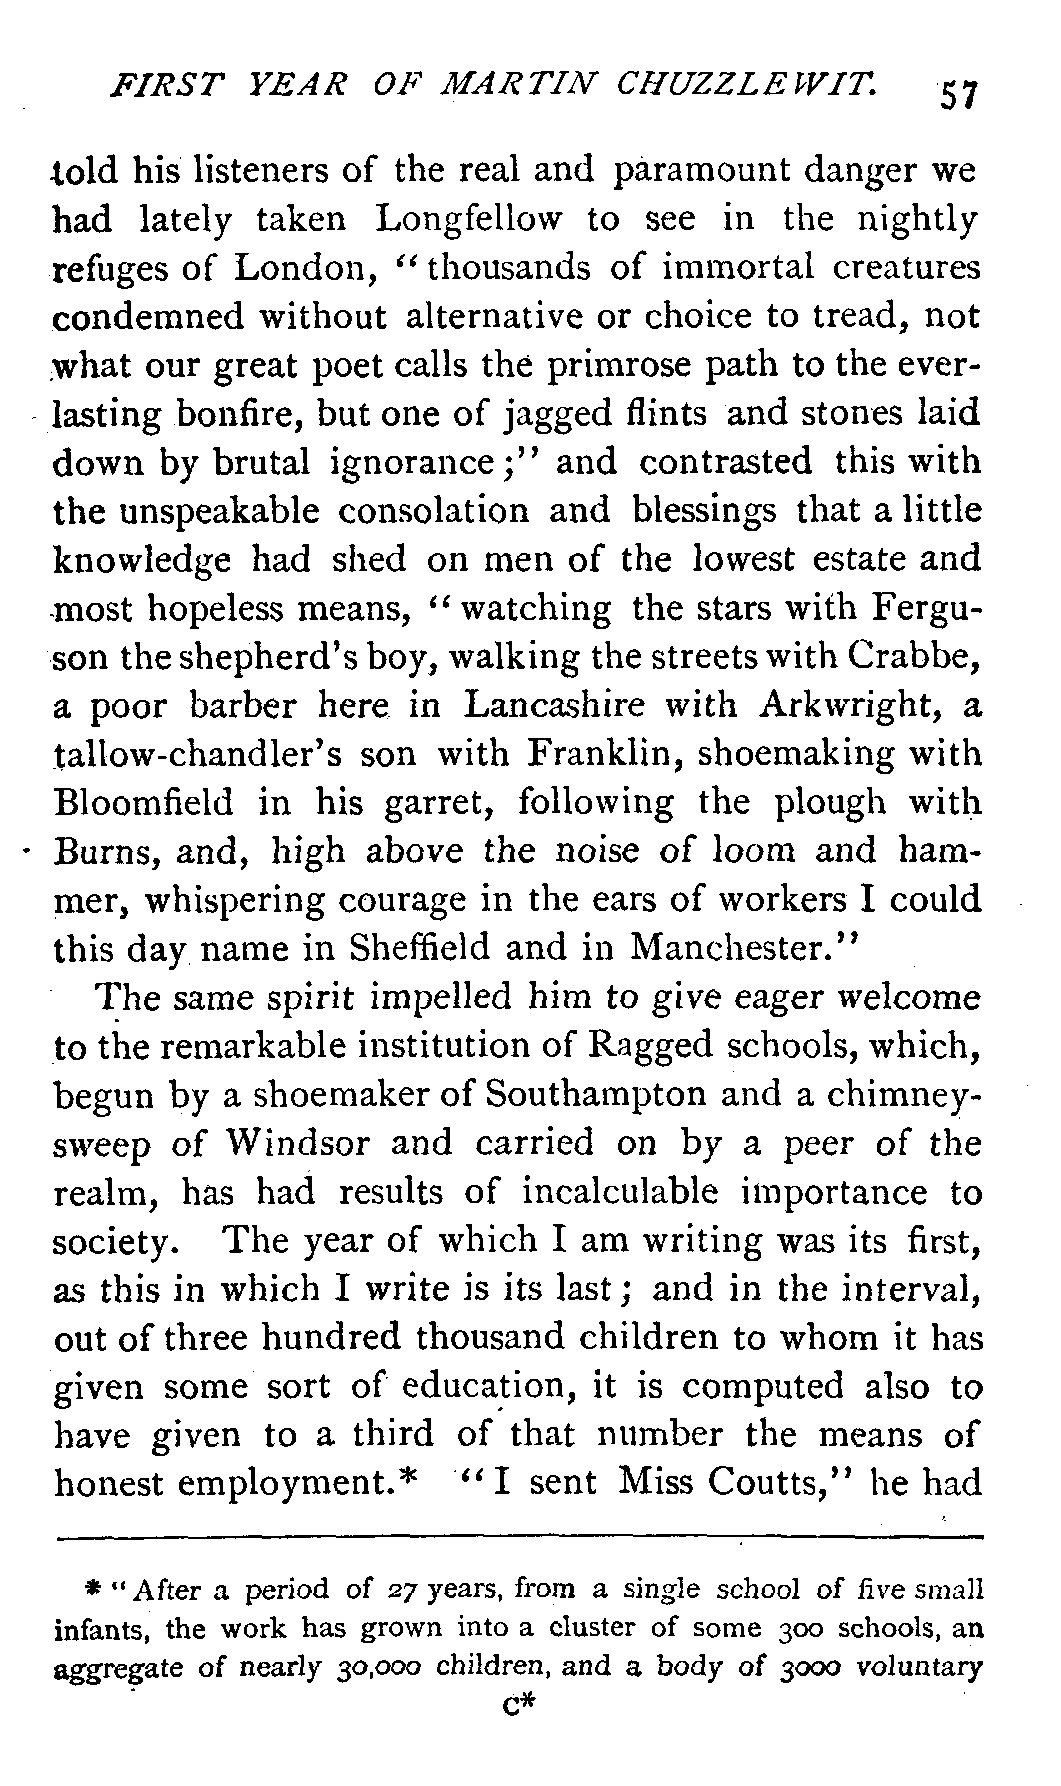 FIRST YEAR OF MARTIN CHUZZLEWIT. 57
told his listeners of the real and paramount danger we
had lately taken Longfellow to see in the nightly
refuges of London, "thousands of immortal creatures
condemned without alternative or choice to tread, not
what our great poet calls the primrose path to the ever-
lasting bonfire, but one of jagged flints and stones laid
down by brutal ignorance;" and contrasted this with
the unspeakable consolation and blessings that a little
knowledge had shed on men of the lowest estate and
most hopeless means, "watching the stars with Fergu-
son the shepherd's boy, walking the streets with Crabbe,
a poor barber here in Lancashire with Arkwright, a
tallow-chandler's son with Franklin, shoemaking with
Bloomfield in his garret, following the plough with
Burns, and, high above the noise of loom and ham-
mer, whispering courage in the ears of workers I could
this day name in Sheffield and in Manchester."
The same spirit impelled him to give eager welcome
to the remarkable institution of Ragged schools, which,
begun by a shoemaker of Southampton and a chimney-
sweep of Windsor and carried on by a peer of the
realm, has had results of incalculable importance to
society. The year of which I am writing was its first,
as this in which I write is its last; and in the interval,
out of three hundred thousand children to whom it has
given some sort of education, it is computed also to
have given to a third of that number the means of
honest employment.* "I sent Miss Coutts," he had
* "After a period of 27 years, from a single school of five small
infants, the work has grown into a cluster of some 300 schools, an
aggregate of nearly 30,000 children, and a body of 3000 voluntary
C*